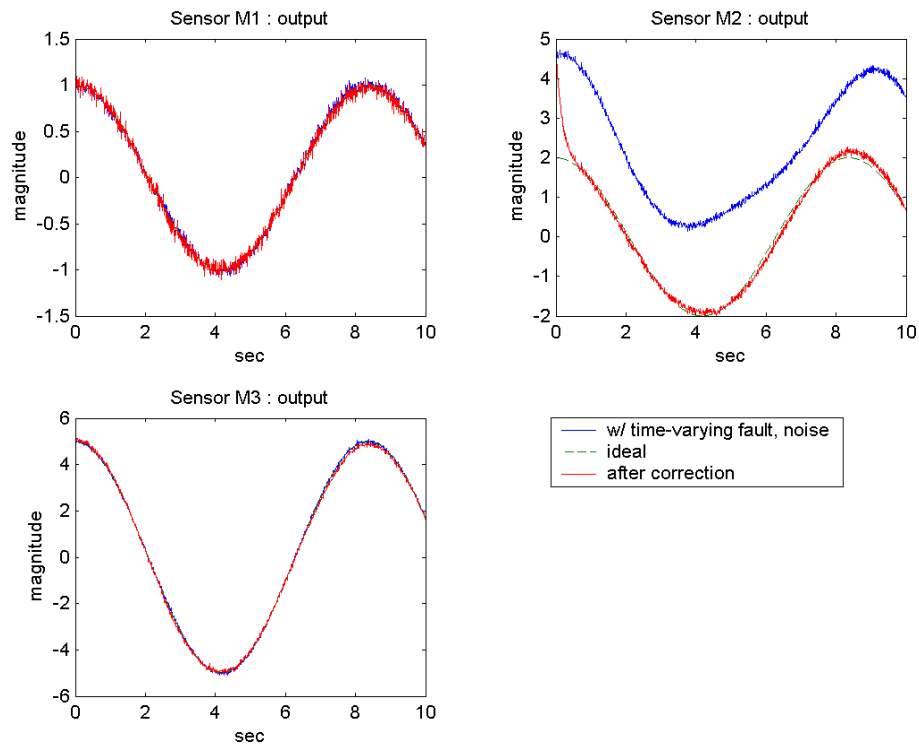 Sensor M1 : output
1.5
1
0.5
0
-0.5
-1
-1.5
magnitude
0 2 4 6 8 10
sec
Sensor M2 : output
5
4
3
2
1
0
-1
-2
magnitude
0 2 4 6 8 10
sec
Sensor M3 : output
6
4
2
0
-2
-4
-6
magnitude
0 2 4 6 8 10
sec
w/ time-varying fault, noise
ideal
after correction